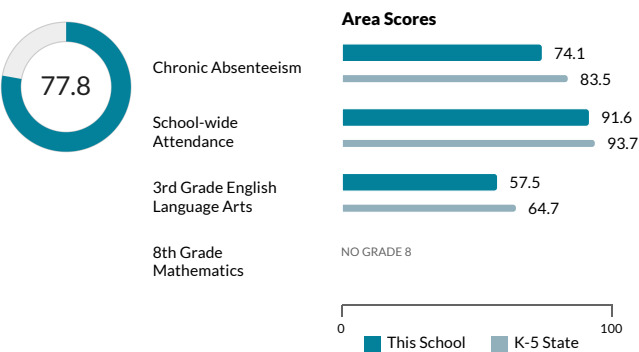 Area Scores
77.8
Chronic Absenteeism
74.1
83.5
School-wide
Attendance
91.6
93.7
3rd Grade English
Language Arts
57.5
64.7
8th Grade
Mathematics
NO GRADE 8
0
100
This School
K-5 State